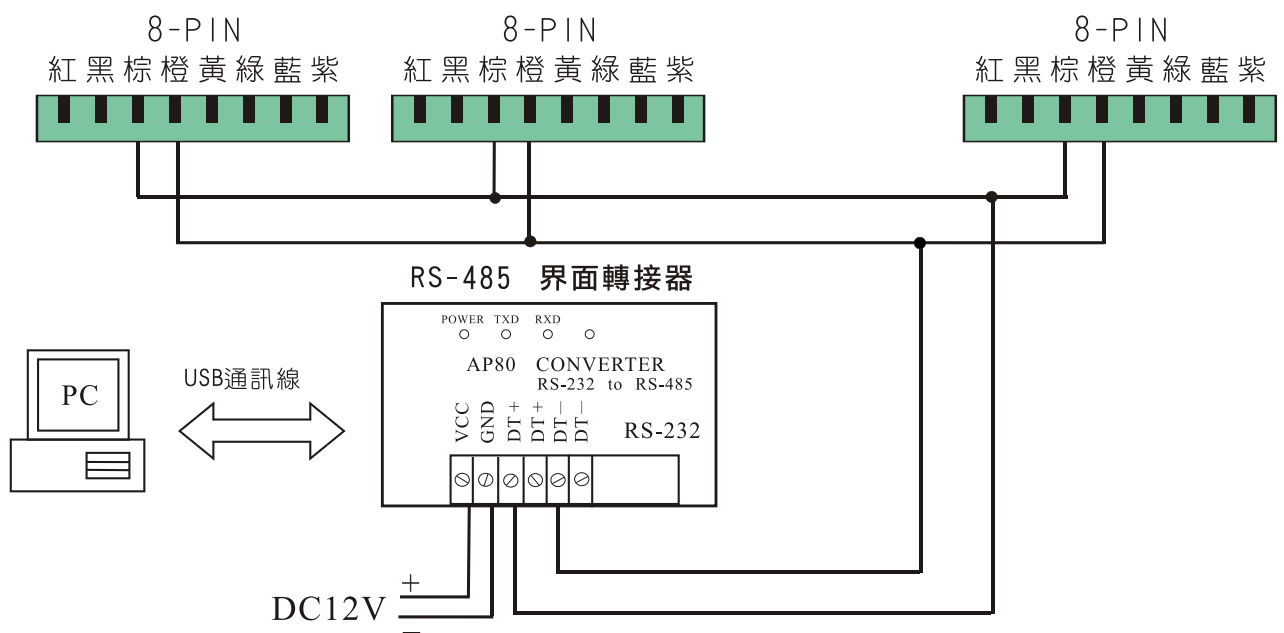 8-PIN
紅黑棕橙黃綠藍紫
8-PIN
紅黑棕橙黃綠藍紫
8-PIN
紅黑棕橙黃綠藍紫
RS-485 界面轉接器
POWER TXD RXD
AP80 CONVERTER
RS-232 to RS-485
VCC
GND
DT+
DT+
DT−
DT−
RS-232
PC
USB通訊線
DC12V
+
−